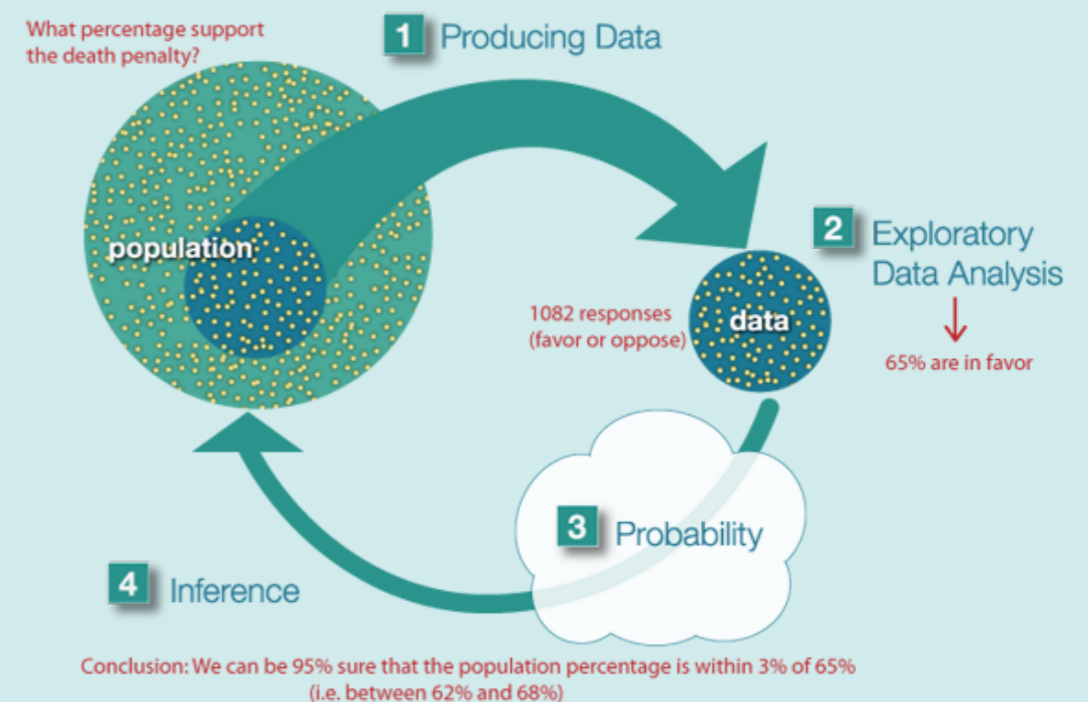 What percentage support
the death penalty?
1 Producing Data
population
2 Exploratory
Data Analysis
1082 responses
(favor or oppose)
data
65% are in favor
3 Probability
4 Inference
Conclusion: We can be 95% sure that the population percentage is within 3% of 65%
(i.e. between 62% and 68%)